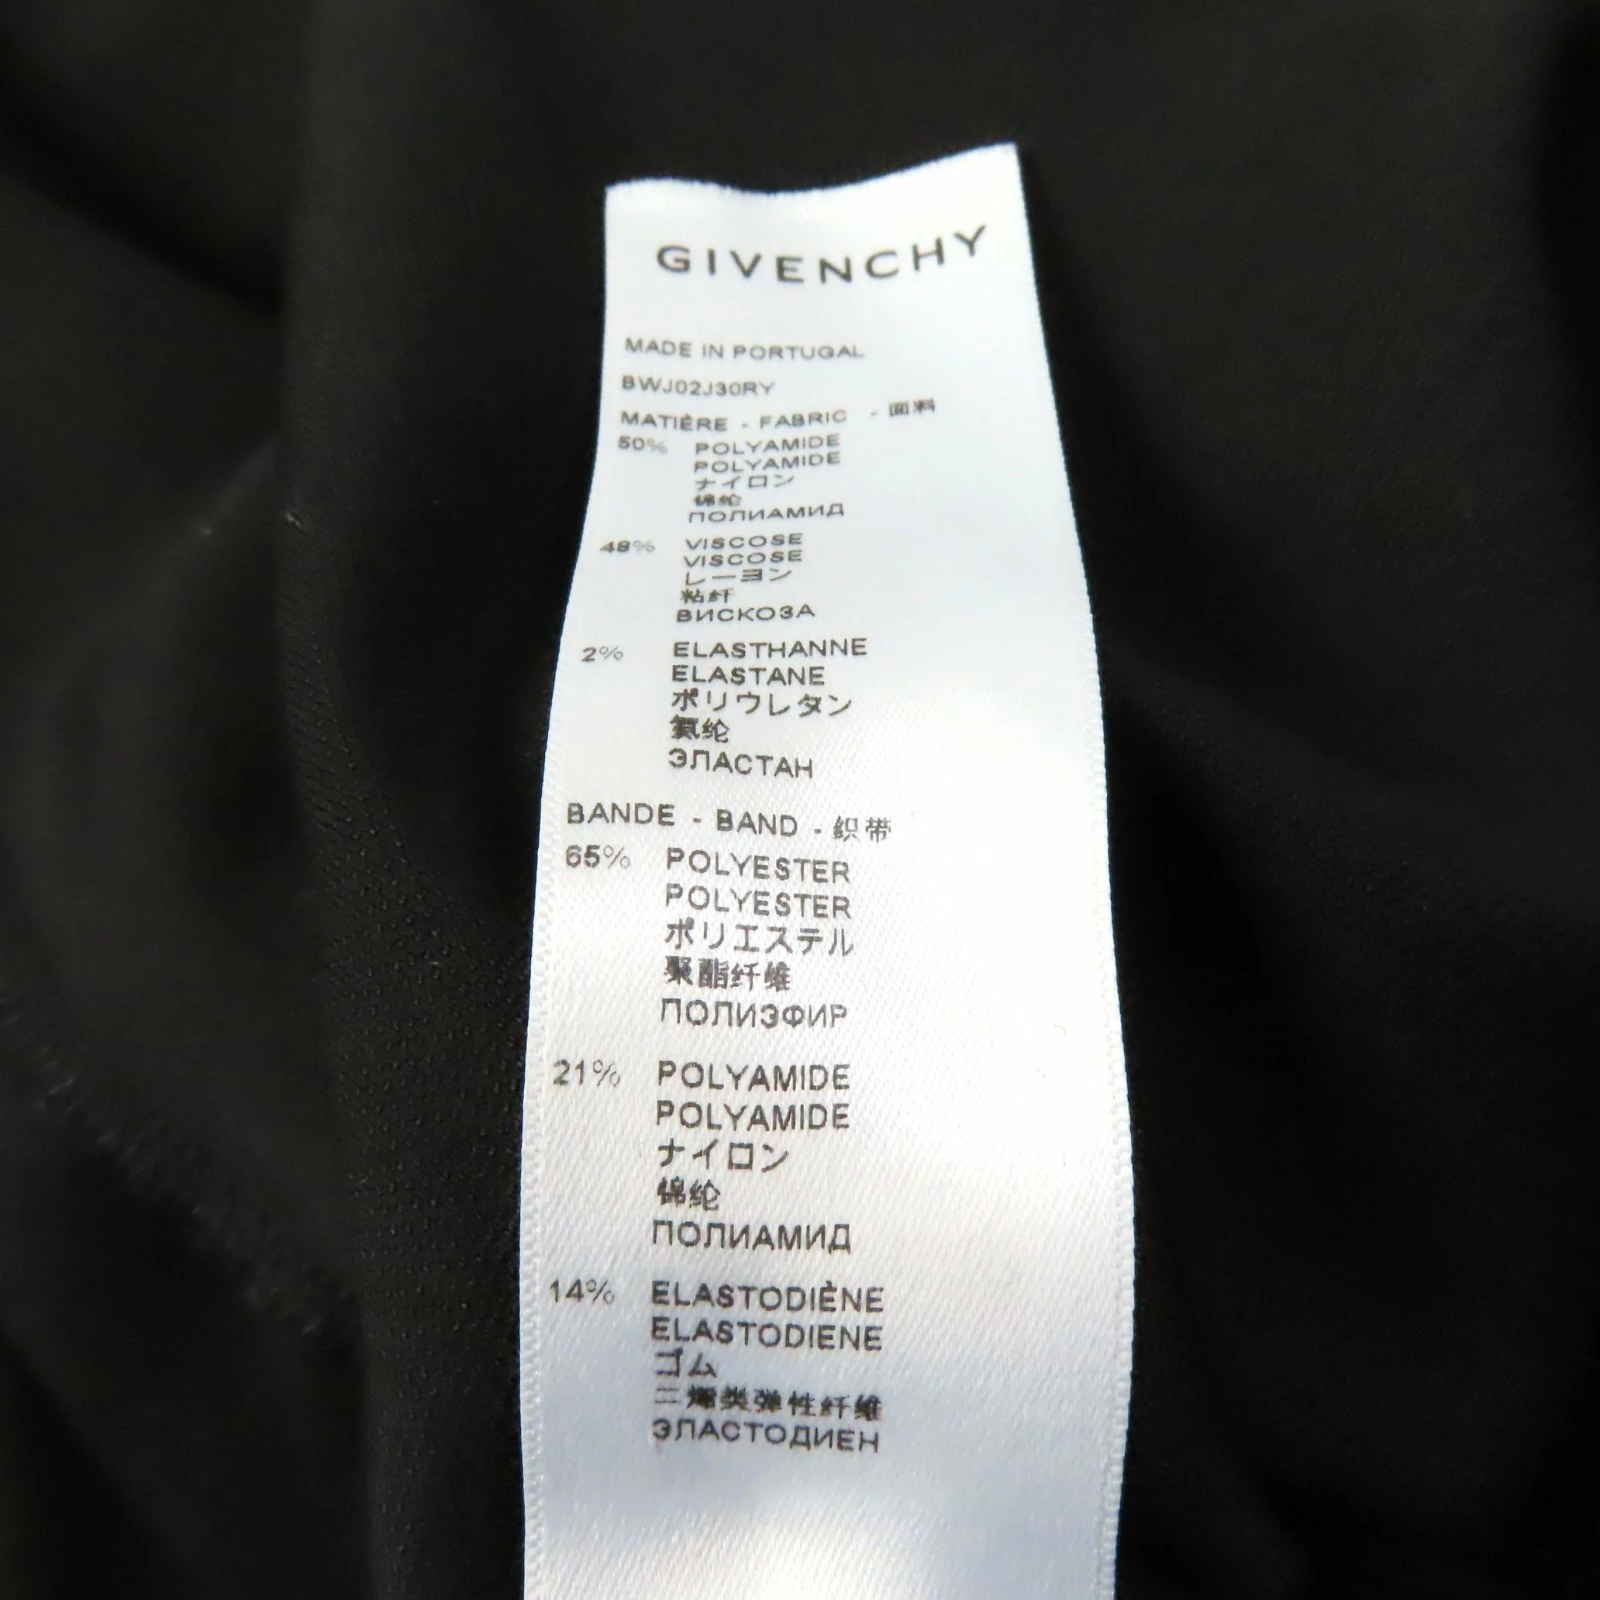 GIVENCHY
MADE IN PORTUGAL
BWJ02J30RY
MATIÈRE - FABRIC - 面料
50% POLYAMIDE
POLYAMIDE
ナイロン
锦纶
ПОЛИАМИД
48% VISCOSE
VISCOSE
レーヨン
粘纤
ВИСКОЗА
2% ELASTHANNE
ELASTANE
ポリウレタン
氨纶
ЭЛАСТАН
BANDE - BAND - 织带
65% POLYESTER
POLYESTER
ポリエステル
聚酯纤维
ПОЛИЭФИР
21% POLYAMIDE
POLYAMIDE
ナイロン
锦纶
ПОЛИАМИД
14% ELASTODIÈNE
ELASTODIENE
ゴム
二烯类弹性纤维
ЭЛАСТОДИЕН